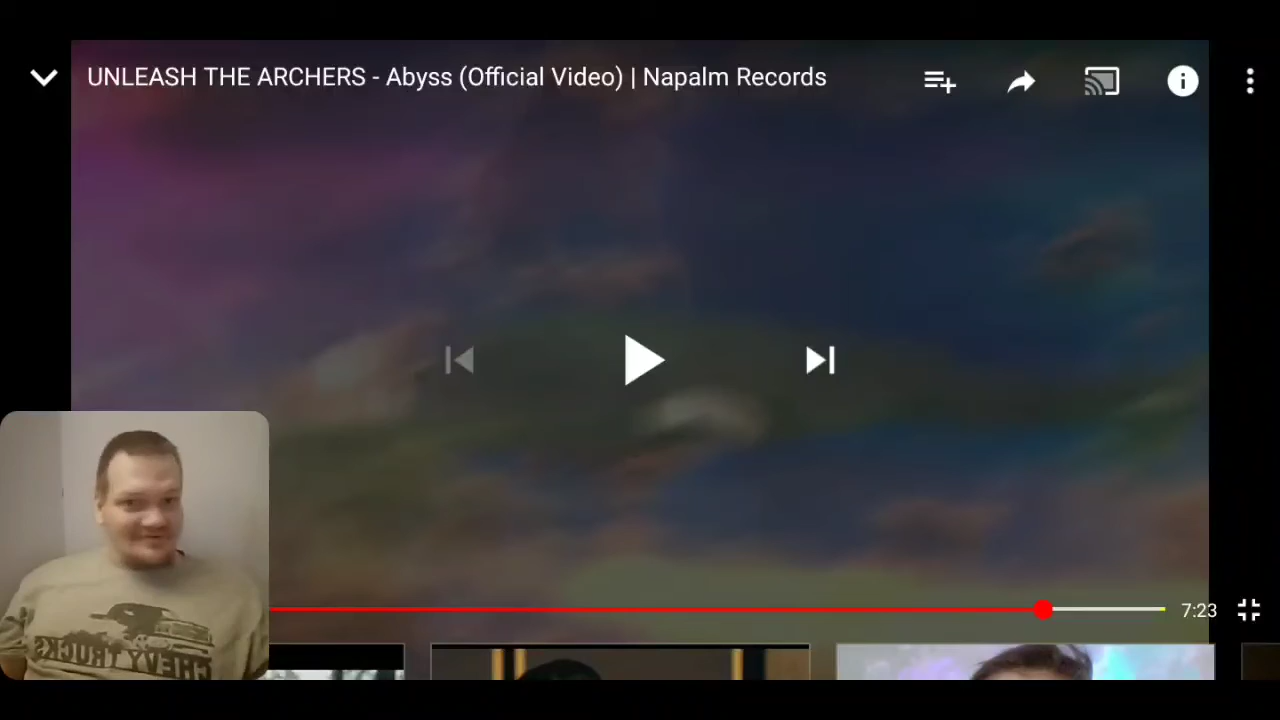 UNLEASH THE ARCHERS - Abyss (Official Video) | Napalm Records
7:23
CHEVY TRUCKS